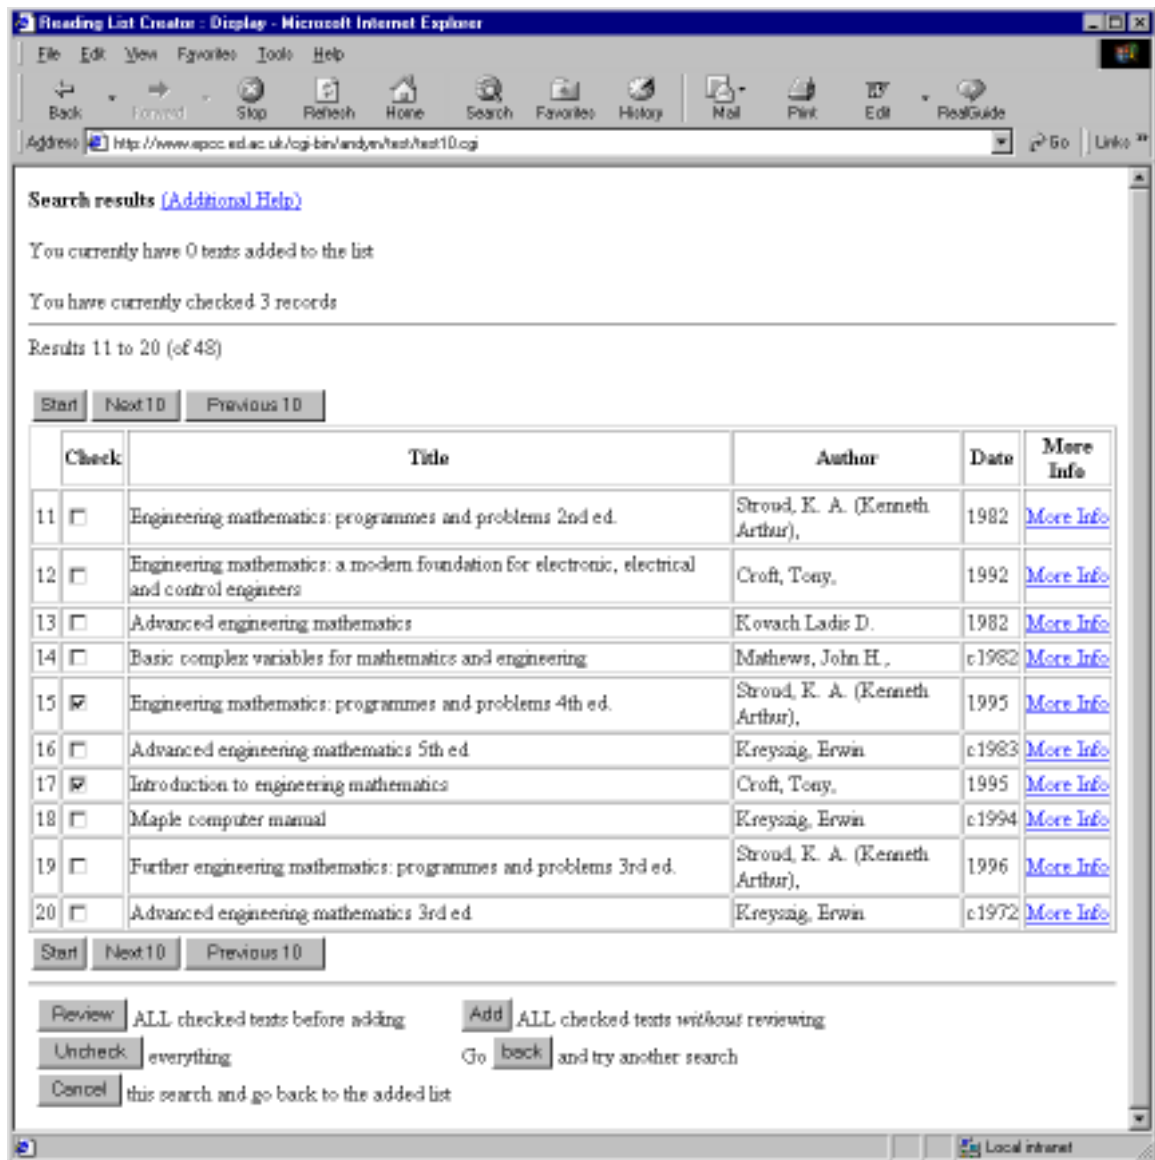 Reading List Creator : Display - Microsoft Internet Explorer
File Edit View Favorites Tools Help
Back Forward Stop Refresh Home Search Favorites History Mail Print Edit RealGuide
Address http://www.epcc.ed.ac.uk/cgi-bin/andym/test/test10.cgi Go Links »
Search results (Additional Help)
You currently have 0 texts added to the list
You have currently checked 3 records
Results 11 to 20 (of 48)
Start Next 10 Previous 10
Check Title Author Date More Info
11 Engineering mathematics: programmes and problems 2nd ed. Stroud, K. A. (Kenneth Arthur), 1982 More Info
12 Engineering mathematics: a modern foundation for electronic, electrical and control engineers Croft, Tony, 1992 More Info
13 Advanced engineering mathematics Kovach Ladis D. 1982 More Info
14 Basic complex variables for mathematics and engineering Mathews, John H., c1982 More Info
15 Engineering mathematics: programmes and problems 4th ed. Stroud, K. A. (Kenneth Arthur), 1995 More Info
16 Advanced engineering mathematics 5th ed Kreyszig, Erwin c1983 More Info
17 Introduction to engineering mathematics Croft, Tony, 1995 More Info
18 Maple computer manual Kreyszig, Erwin c1994 More Info
19 Further engineering mathematics: programmes and problems 3rd ed. Stroud, K. A. (Kenneth Arthur), 1996 More Info
20 Advanced engineering mathematics 3rd ed Kreyszig, Erwin c1972 More Info
Start Next 10 Previous 10
Review ALL checked texts before adding Add ALL checked texts without reviewing
Uncheck everything Go back and try another search
Cancel this search and go back to the added list
Local intranet